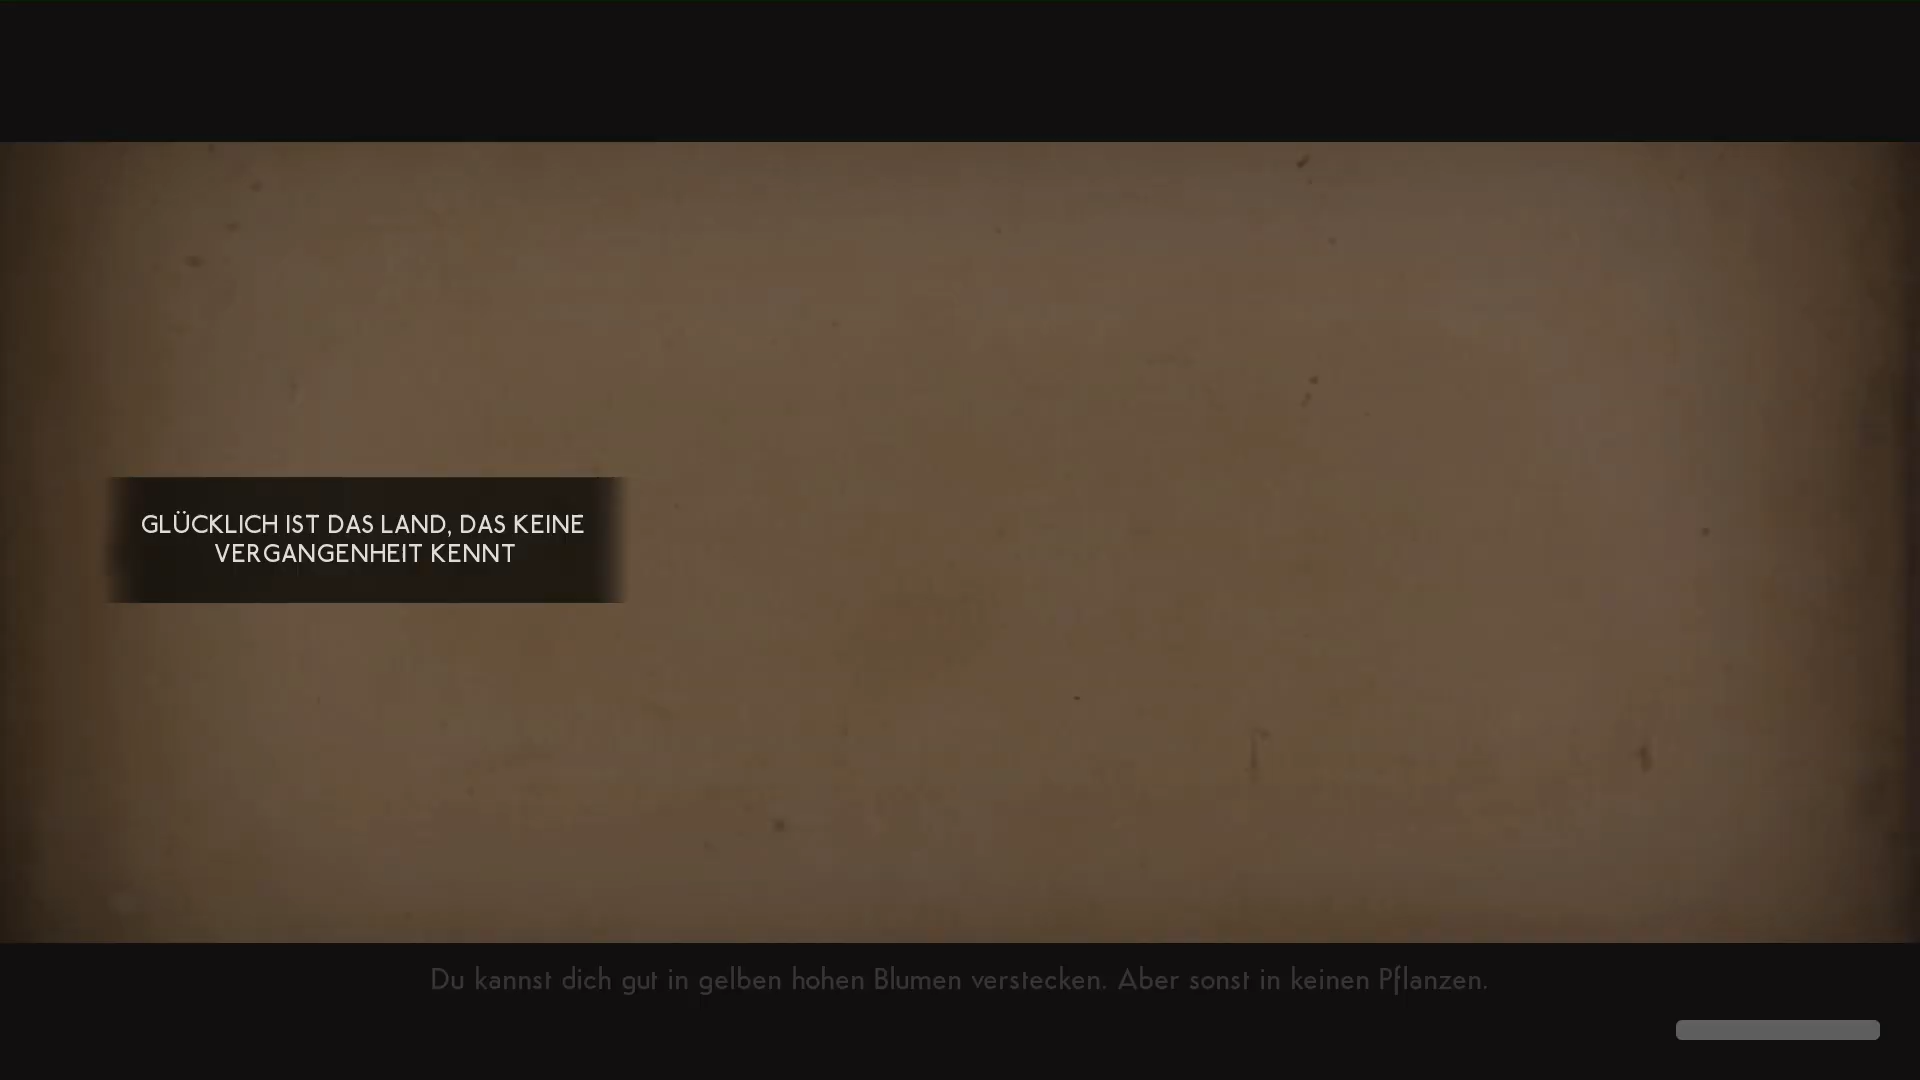 GLÜCKLICH IST DAS LAND, DAS KEINE
VERGANGENHEIT KENNT
Du kannst dich gut in gelben hohen Blumen verstecken. Aber sonst in keinen Pflanzen.